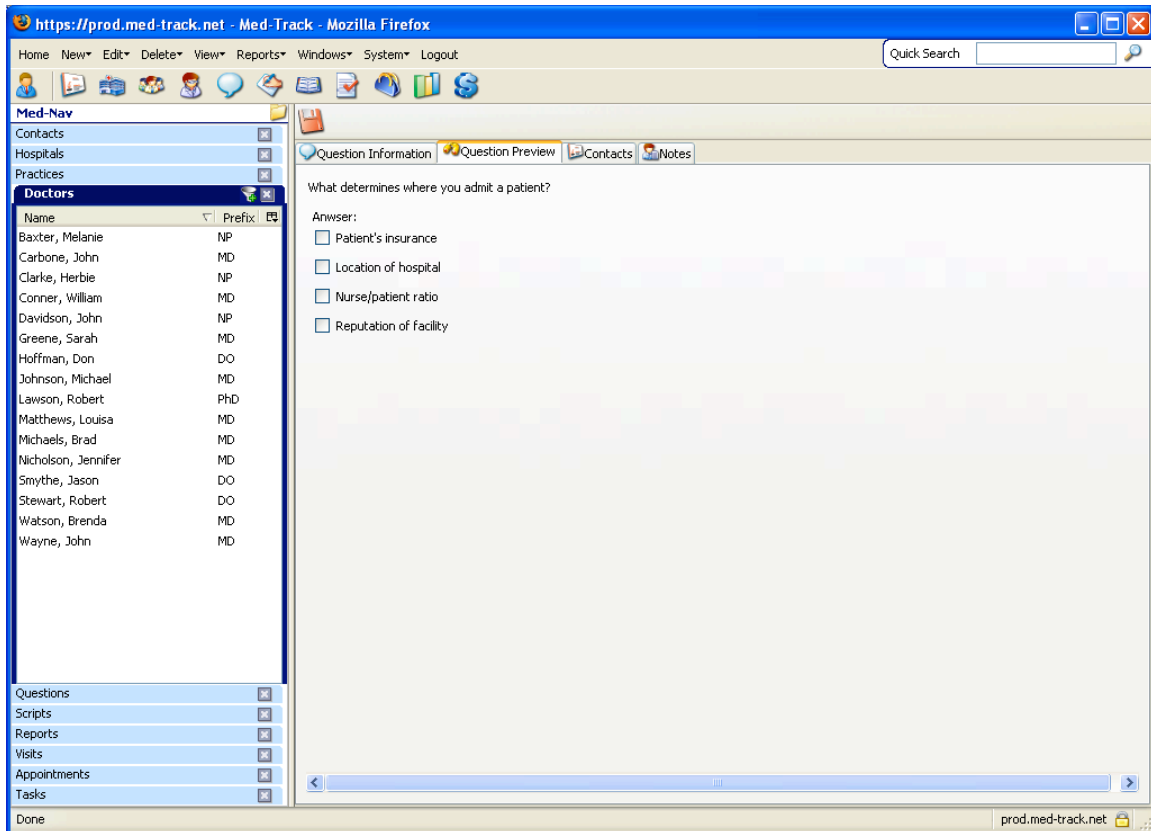 https://prod.med-track.net - Med-Track - Mozilla Firefox
Home New Edit Delete View Reports Windows System Logout Quick Search
Med-Nav
Contacts
Hospitals
Practices
Doctors
Name Prefix
Baxter, Melanie NP
Carbone, John MD
Clarke, Herbie NP
Conner, William MD
Davidson, John NP
Greene, Sarah MD
Hoffman, Don DO
Johnson, Michael MD
Lawson, Robert PhD
Matthews, Louisa MD
Michaels, Brad MD
Nicholson, Jennifer MD
Smythe, Jason DO
Stewart, Robert DO
Watson, Brenda MD
Wayne, John MD
Questions
Scripts
Reports
Visits
Appointments
Tasks
Question Information Question Preview Contacts Notes
What determines where you admit a patient?
Anwser:
Patient's insurance
Location of hospital
Nurse/patient ratio
Reputation of facility
Done prod.med-track.net